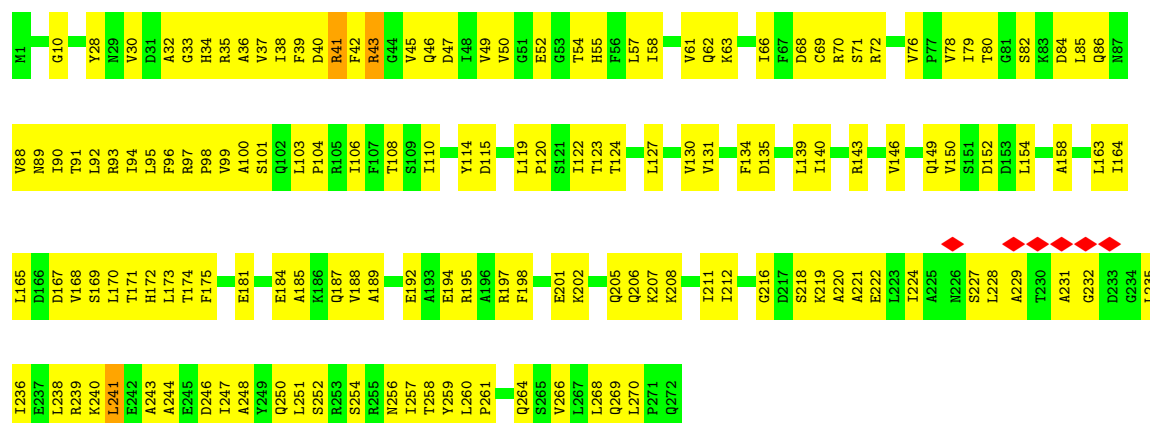 M1 G10 Y28 N29 V30 D31 A32 G33 H34 R35 A36 V37 I38 F39 D40 R41 F42 R43 G44 V45 Q46 D47 I48 V49 V50 G51 E52 G53 T54 H55 F56 L57 I58 V61 Q62 K63 I66 F67 D68 C69 R70 S71 R72 V76 P77 V78 I79 T80 G81 S82 K83 D84 L85 Q86 N87
V88 N89 I90 T91 L92 R93 I94 L95 F96 R97 P98 V99 A100 S101 Q102 L103 P104 R105 I106 F107 T108 S109 I110 Y114 D115 L119 P120 S121 I122 T123 T124 L127 V130 V131 F134 D135 L139 I140 R143 V146 Q149 V150 S151 D152 D153 L154 A158 L163 I164
L165 D166 D167 V168 S169 L170 T171 H172 L173 T174 F175 E181 E184 A185 K186 Q187 V188 A189 E192 A193 E194 R195 A196 R197 F198 E201 K202 Q205 Q206 K207 K208 I211 I212 G216 D217 S218 K219 A220 A221 E222 L223 I224 A225 N226 S227 L228 A229 T230 A231 G232 D233 G234 L235
I236 E237 L238 R239 K240 L241 E242 A243 A244 E245 D246 I247 A248 Y249 Q250 L251 S252 R253 S254 R255 N256 I257 T258 Y259 L260 P261 Q264 S265 V266 L267 L268 Q269 L270 P271 Q272